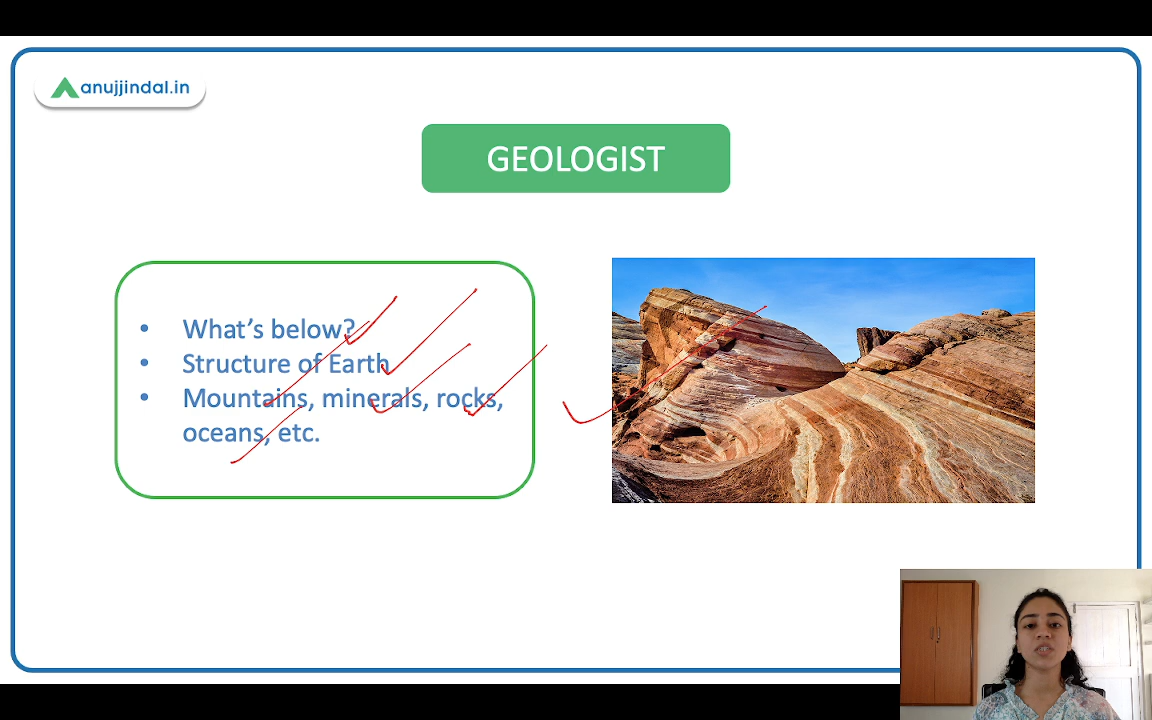 anujjindal.in
GEOLOGIST
• What's below?
• Structure of Earth
• Mountains, minerals, rocks,
oceans, etc.